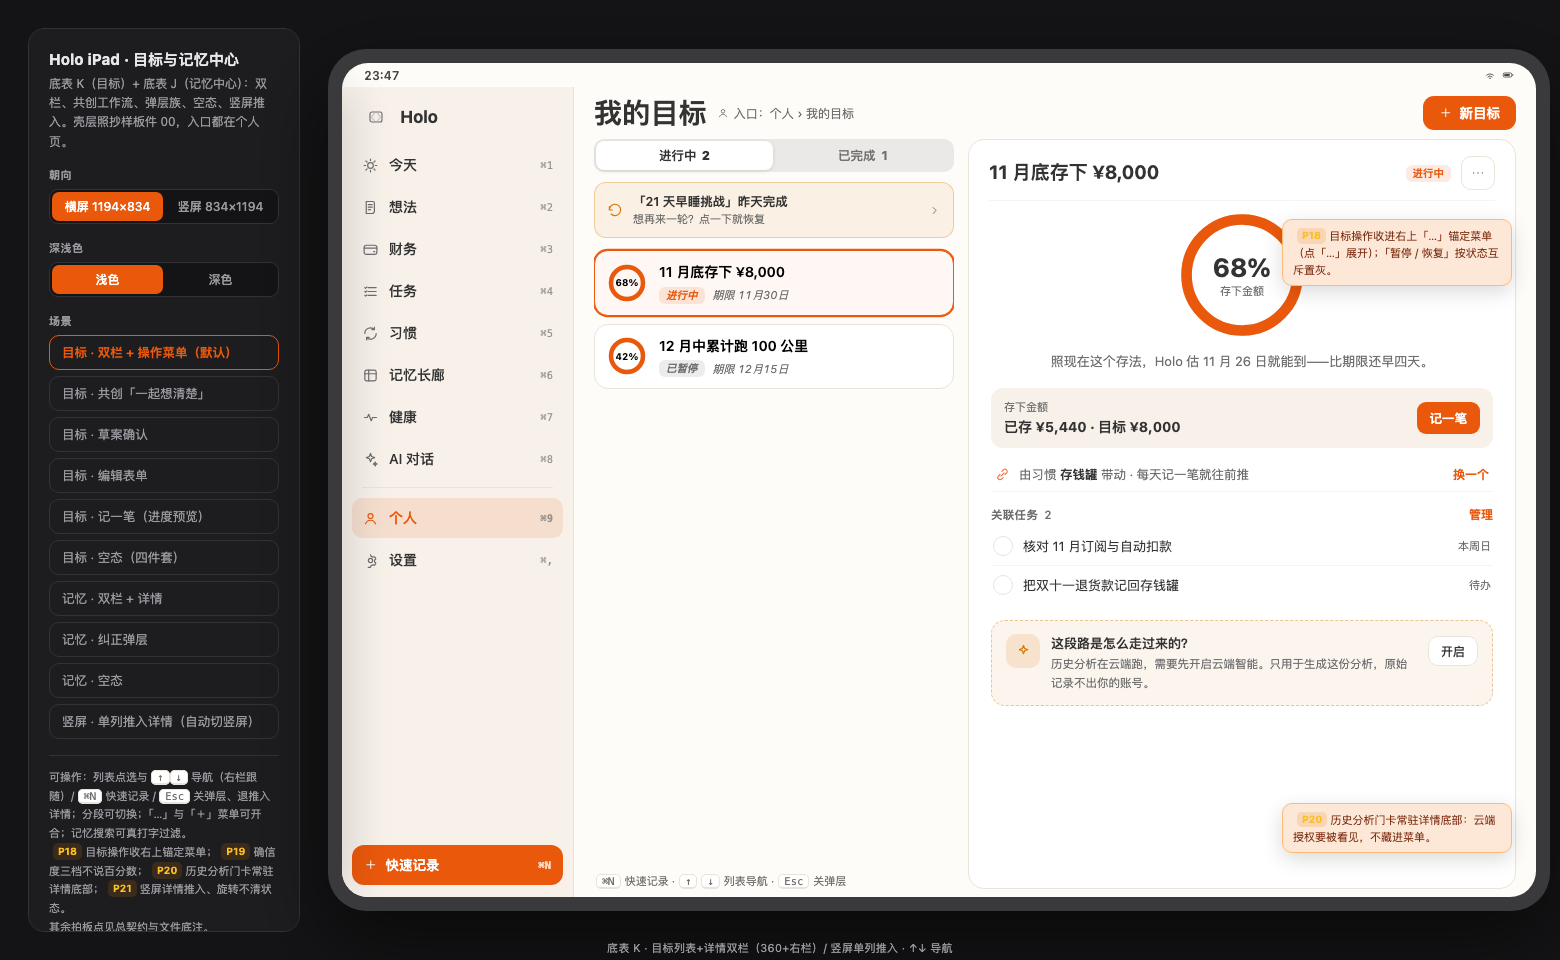 Holo iPad · 目标与记忆中心
底表 K（目标）+ 底表 J（记忆中心）：双
栏、共创工作流、弹层族、空态、竖屏推
入。壳层照抄样板件 00，入口都在个人
页。
朝向
横屏 1194×834
竖屏 834×1194
深浅色
浅色
深色
场景
目标 · 双栏 + 操作菜单（默认）
目标 · 共创「一起想清楚」
目标 · 草案确认
目标 · 编辑表单
目标 · 记一笔（进度预览）
目标 · 空态（四件套）
记忆 · 双栏 + 详情
记忆 · 纠正弹层
记忆 · 空态
竖屏 · 单列推入详情（自动切竖屏）
可操作：列表点选与 ↑ ↓ 导航（右栏跟
随）/ ⌘N 快速记录 / Esc 关弹层、退推入
详情；分段可切换；「…」与「＋」菜单可开
合；记忆搜索可真打字过滤。
P18 目标操作收右上锚定菜单； P19 确信
度三档不说百分数； P20 历史分析门卡常驻
详情底部； P21 竖屏详情推入、旋转不清状
态。
其余拍板点见总契约与文件底注。
23:47
Holo
今天 ⌘1
想法 ⌘2
财务 ⌘3
任务 ⌘4
习惯 ⌘5
记忆长廊 ⌘6
健康 ⌘7
AI 对话 ⌘8
个人 ⌘9
设置 ⌘,
＋ 快速记录 ⌘N
我的目标
入口：个人 › 我的目标
＋ 新目标
进行中 2
已完成 1
「21 天早睡挑战」昨天完成
想再来一轮？点一下就恢复
68%
11 月底存下 ¥8,000
进行中 期限 11月30日
42%
12 月中累计跑 100 公里
已暂停 期限 12月15日
⌘N 快速记录 · ↑ ↓ 列表导航 · Esc 关弹层
11 月底存下 ¥8,000
进行中
…
68%
存下金额
P18 目标操作收进右上「…」锚定菜单
（点「…」展开）；「暂停 / 恢复」按状态互
斥置灰。
照现在这个存法，Holo 估 11 月 26 日就能到——比期限还早四天。
存下金额
已存 ¥5,440 · 目标 ¥8,000
记一笔
由习惯 存钱罐 带动 · 每天记一笔就往前推
换一个
关联任务 2
管理
核对 11 月订阅与自动扣款
本周日
把双十一退货款记回存钱罐
待办
这段路是怎么走过来的？
历史分析在云端跑，需要先开启云端智能。只用于生成这份分析，原始
记录不出你的账号。
开启
P20 历史分析门卡常驻详情底部：云端
授权要被看见，不藏进菜单。
底表 K · 目标列表+详情双栏（360+右栏）/ 竖屏单列推入 · ↑↓ 导航